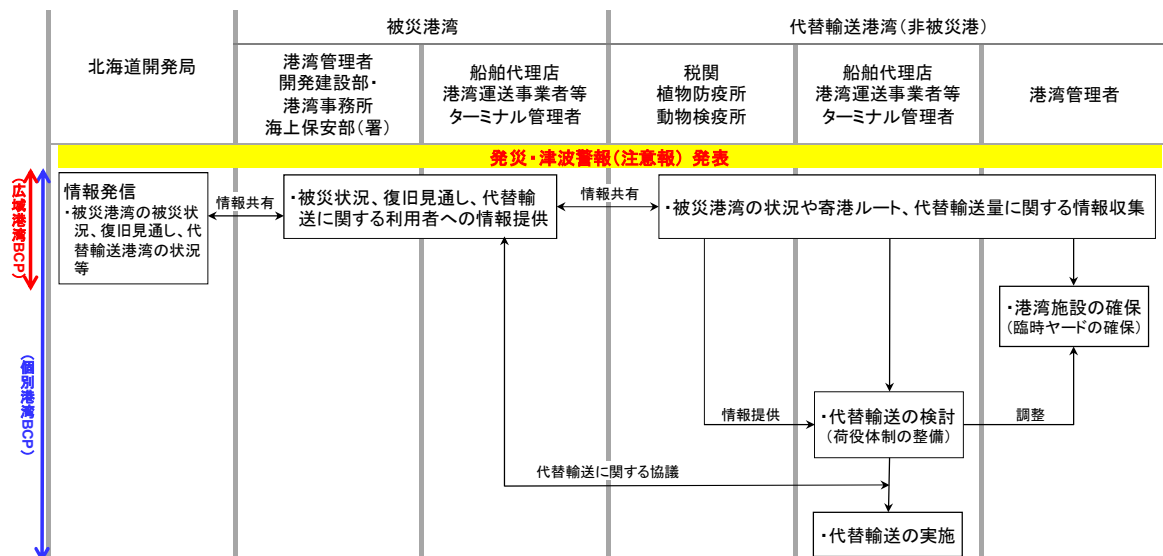 被災港湾
代替輸送港湾(非被災港)
北海道開発局
港湾管理者
開発建設部・
港湾事務所
海上保安部(署)
船舶代理店
港湾運送事業者等
ターミナル管理者
税関
植物防疫所
動物検疫所
船舶代理店
港湾運送事業者等
ターミナル管理者
港湾管理者
発災・津波警報(注意報) 発表
(広域港湾BCP)
(個別港湾BCP)
情報発信
・被災港湾の被災状
況、復旧見通し、代
替輸送港湾の状況
等
情報共有
・被災状況、復旧見通し、代替輸
送に関する利用者への情報提供
情報共有
・被災港湾の状況や寄港ルート、代替輸送量に関する情報収集
・港湾施設の確保
(臨時ヤードの確保)
情報提供
・代替輸送の検討
(荷役体制の整備)
調整
代替輸送に関する協議
・代替輸送の実施